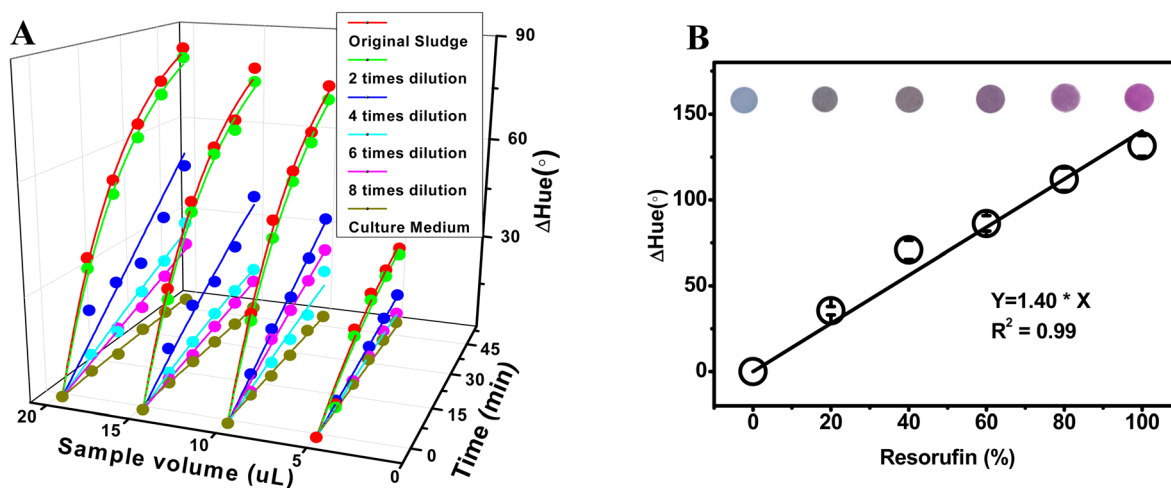 A
Original Sludge
2 times dilution
4 times dilution
6 times dilution
8 times dilution
Culture Medium
90
60
30
ΔHue(°)
45
30
15
0
Time (min)
20
15
10
5
0
Sample volume (uL)
B
150
100
50
0
ΔHue(°)
Y=1.40 * X
R² = 0.99
0 20 40 60 80 100
Resorufin (%)